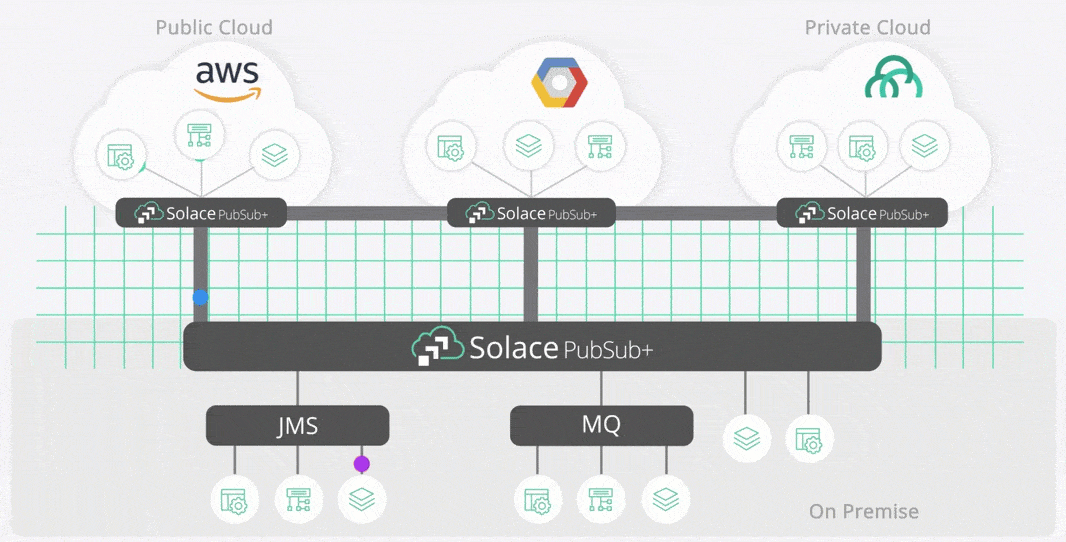 Public Cloud
Private Cloud
aws
Solace PubSub+
Solace PubSub+
Solace PubSub+
Solace PubSub+
JMS
MQ
On Premise